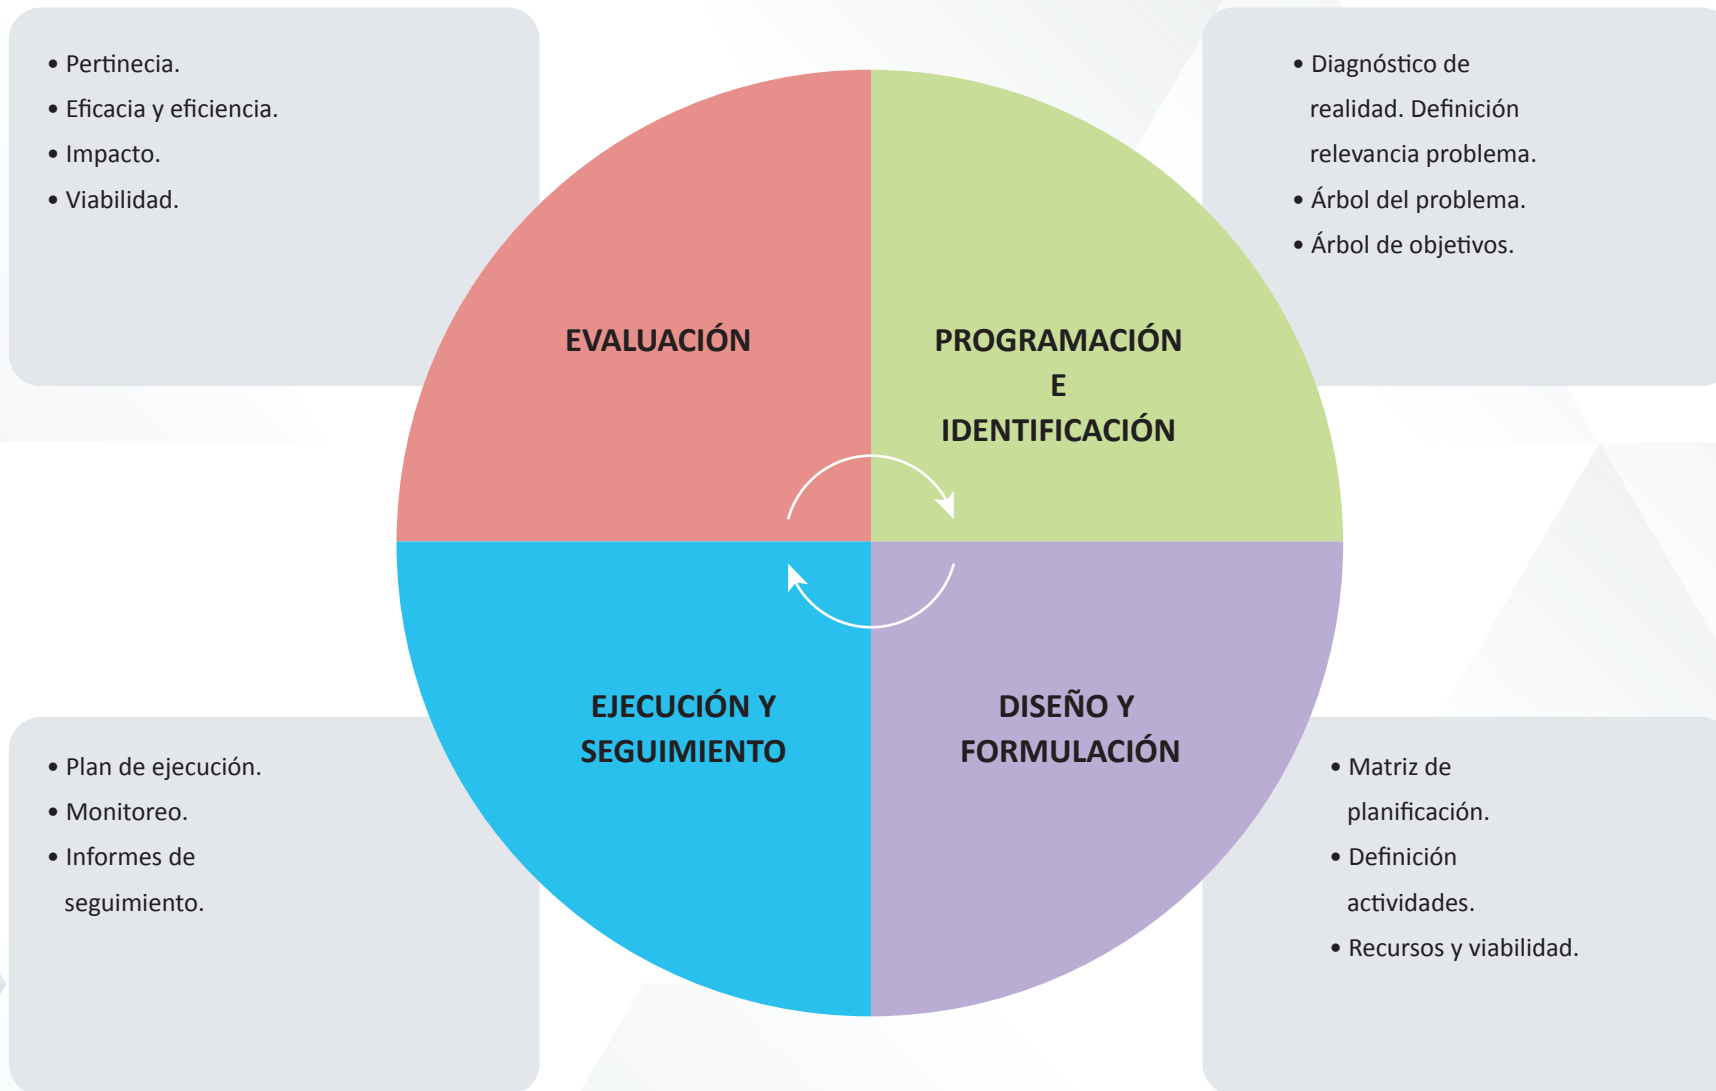 • Pertinecia.
• Eficacia y eficiencia.
• Impacto.
• Viabilidad.
• Diagnóstico de
realidad. Definición
relevancia problema.
• Árbol del problema.
• Árbol de objetivos.
EVALUACIÓN
PROGRAMACIÓN
E
IDENTIFICACIÓN
EJECUCIÓN Y
SEGUIMIENTO
DISEÑO Y
FORMULACIÓN
• Plan de ejecución.
• Monitoreo.
• Informes de
seguimiento.
• Matriz de
planificación.
• Definición
actividades.
• Recursos y viabilidad.